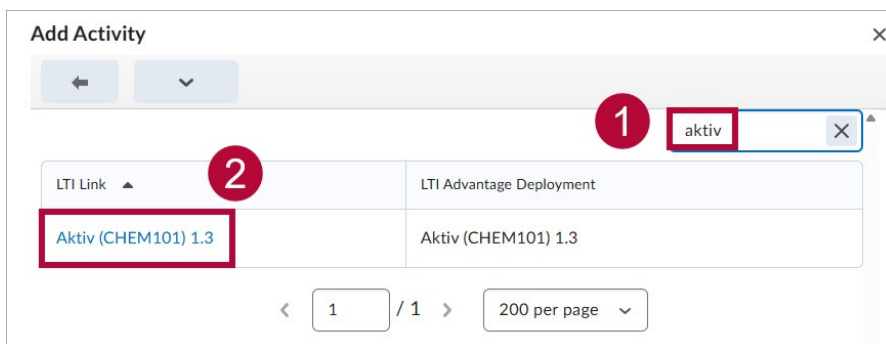 Add Activity
1
aktiv
2
LTI Link
LTI Advantage Deployment
Aktiv (CHEM101) 1.3
Aktiv (CHEM101) 1.3
1 / 1
200 per page